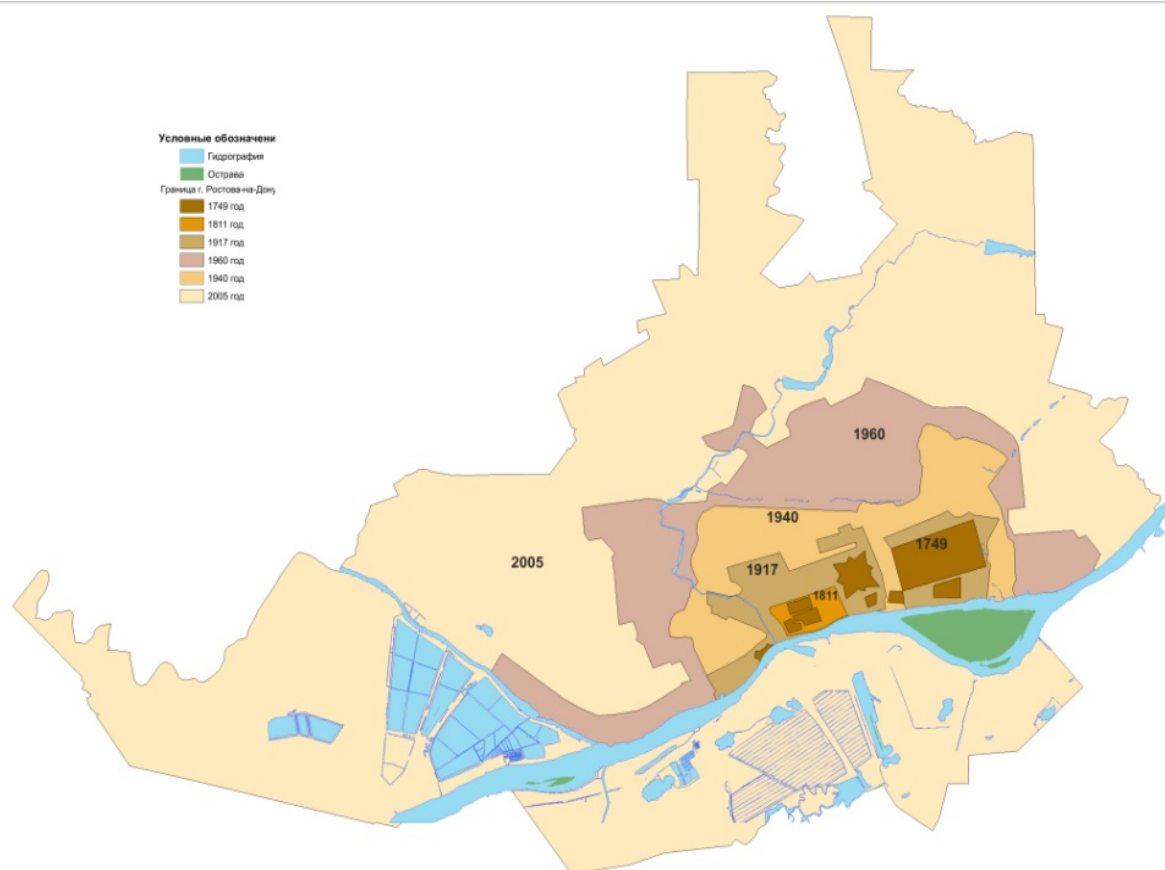 Условные обозначени
Гидрография
Острава
Граница г. Ростова-на-Дону
1749 год
1811 год
1917 год
1960 год
1940 год
2005 год
1960
1940
1749
2005
1917
1811